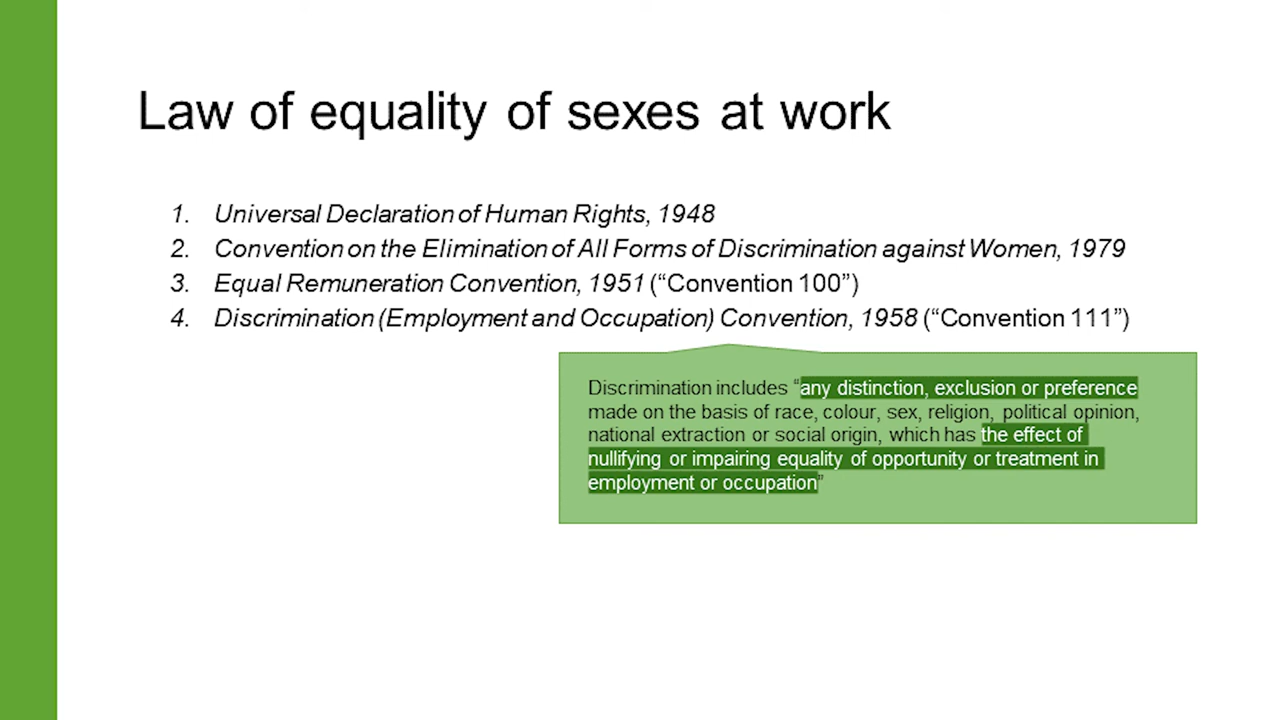 Law of equality of sexes at work
1. Universal Declaration of Human Rights, 1948
2. Convention on the Elimination of All Forms of Discrimination against Women, 1979
3. Equal Remuneration Convention, 1951 (“Convention 100”)
4. Discrimination (Employment and Occupation) Convention, 1958 (“Convention 111”)
Discrimination includes “any distinction, exclusion or preference
made on the basis of race, colour, sex, religion, political opinion,
national extraction or social origin, which has the effect of
nullifying or impairing equality of opportunity or treatment in
employment or occupation”